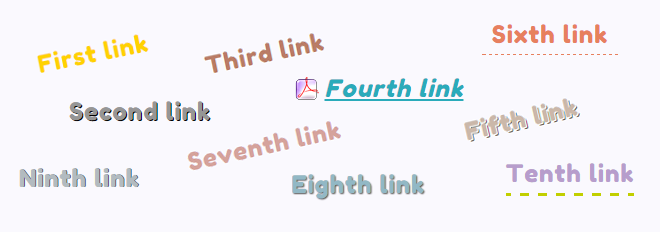 First link
Third link
Sixth link
Fourth link
Second link
Fifth link
Seventh link
Ninth link
Eighth link
Tenth link